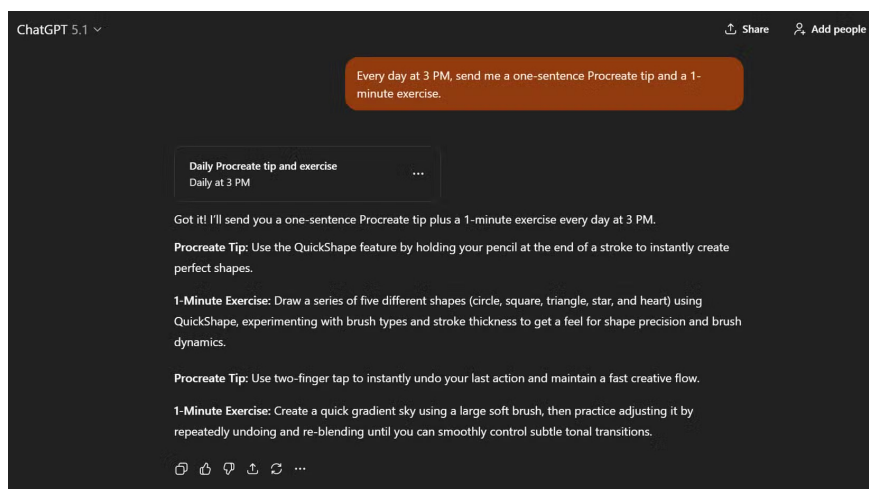 ChatGPT 5.1
Share
Add people
Every day at 3 PM, send me a one-sentence Procreate tip and a 1-
minute exercise.
Daily Procreate tip and exercise
Daily at 3 PM
Got it! I'll send you a one-sentence Procreate tip plus a 1-minute exercise every day at 3 PM.
Procreate Tip: Use the QuickShape feature by holding your pencil at the end of a stroke to instantly create
perfect shapes.
1-Minute Exercise: Draw a series of five different shapes (circle, square, triangle, star, and heart) using
QuickShape, experimenting with brush types and stroke thickness to get a feel for shape precision and brush
dynamics.
Procreate Tip: Use two-finger tap to instantly undo your last action and maintain a fast creative flow.
1-Minute Exercise: Create a quick gradient sky using a large soft brush, then practice adjusting it by
repeatedly undoing and re-blending until you can smoothly control subtle tonal transitions.